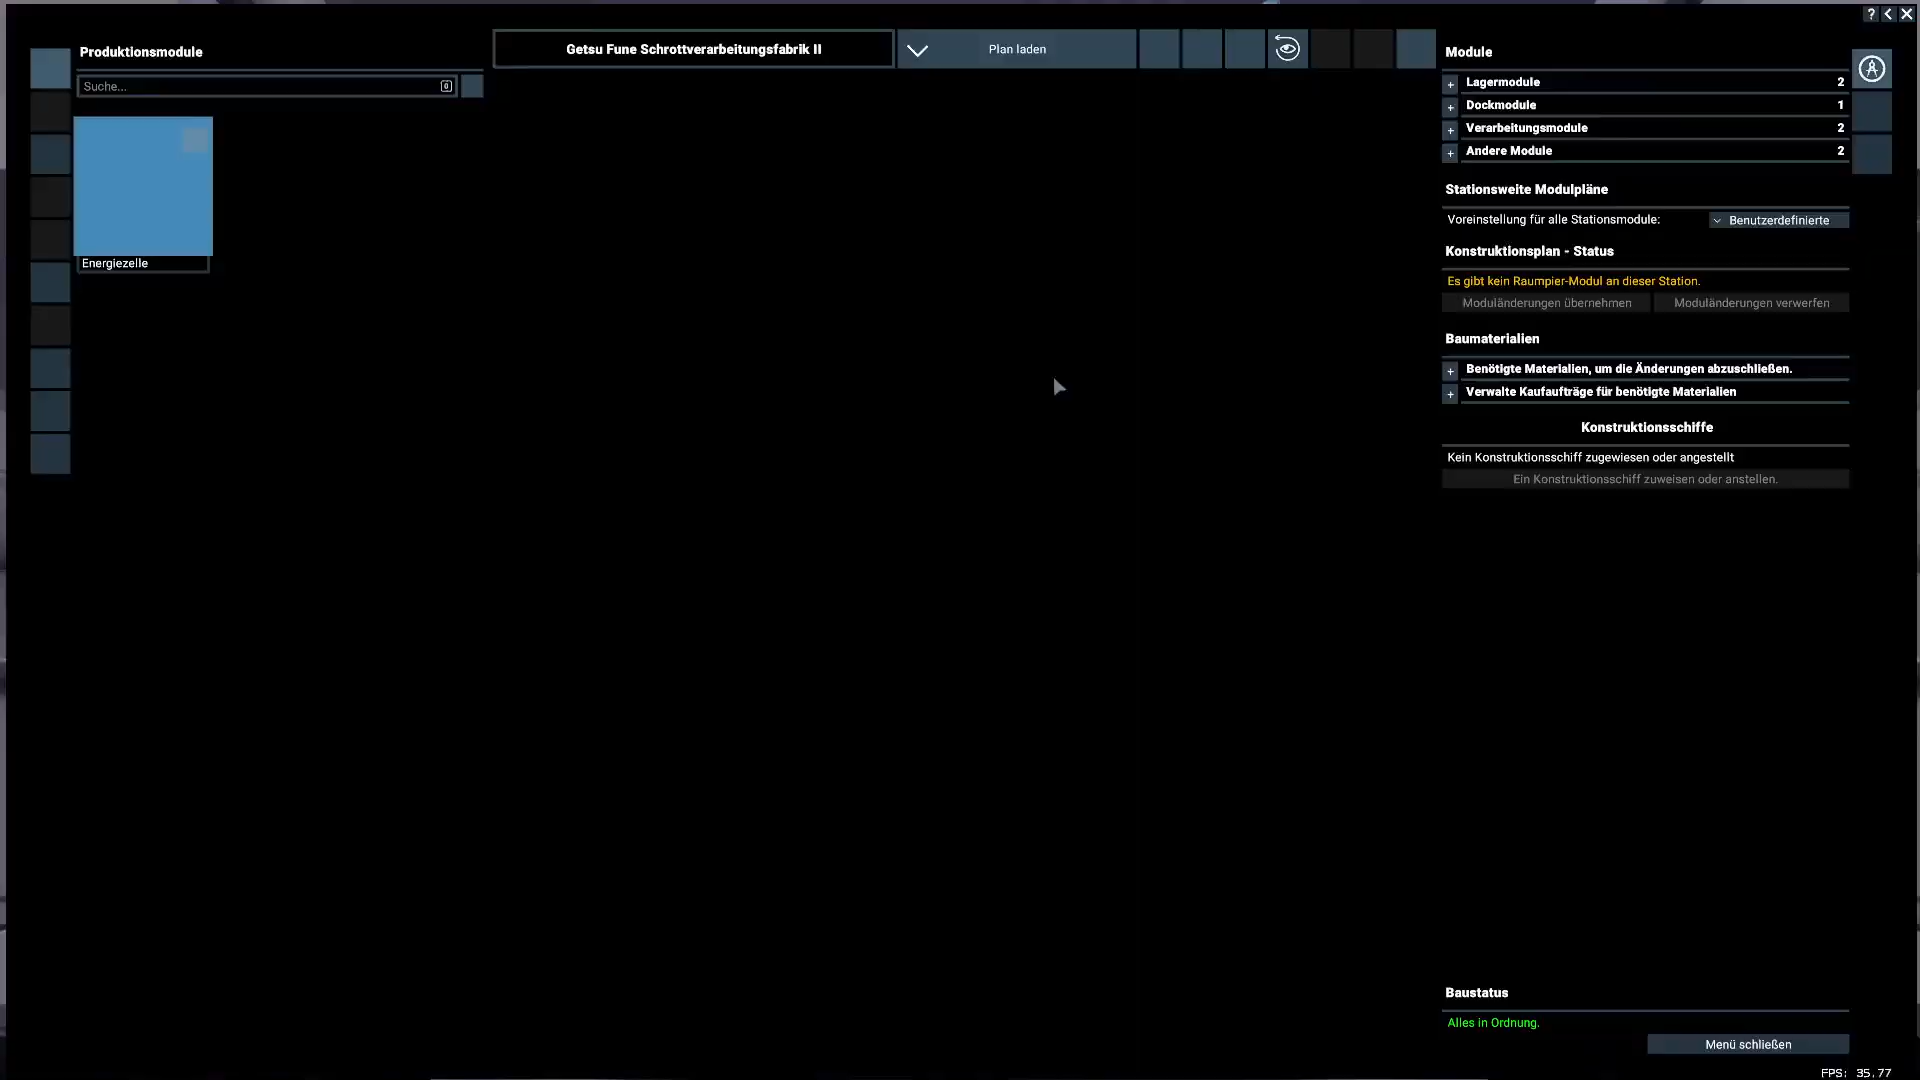 Produktionsmodule
Suche...
0
Energiezelle
Getsu Fune Schrottverarbeitungsfabrik II
Plan laden
? < X
Module
+ Lagermodule 2
+ Dockmodule 1
+ Verarbeitungsmodule 2
+ Andere Module 2
Stationsweite Modulpläne
Voreinstellung für alle Stationsmodule: Benutzerdefinierte
Konstruktionsplan - Status
Es gibt kein Raumpier-Modul an dieser Station.
Moduländerungen übernehmen Moduländerungen verwerfen
Baumaterialien
+ Benötigte Materialien, um die Änderungen abzuschließen.
+ Verwalte Kaufaufträge für benötigte Materialien
Konstruktionsschiffe
Kein Konstruktionsschiff zugewiesen oder angestellt
Ein Konstruktionsschiff zuweisen oder anstellen.
Baustatus
Alles in Ordnung.
Menü schließen
FPS: 35.77